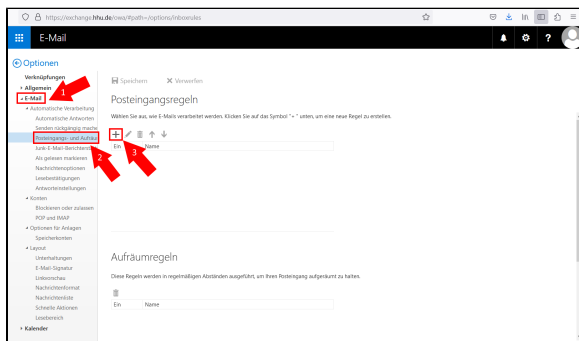 https://exchange.hhu.de/owa/#path=/options/inboxrules
E-Mail
?
Optionen
Verknüpfungen
Allgemein
E-Mail
1
Automatische Verarbeitung
Automatische Antworten
Senden rückgängig mache
Posteingangs- und Aufräu
2
Junk-E-Mail-Berichterst
Als gelesen markieren
Nachrichtenoptionen
Lesebestätigungen
Antworteinstellungen
Konten
Blockieren oder zulassen
POP und IMAP
Optionen für Anlagen
Speicherkonten
Layout
Unterhaltungen
E-Mail-Signatur
Linkvorschau
Nachrichtenformat
Nachrichtenliste
Schnelle Aktionen
Lesebereich
Kalender
Speichern
Verwerfen
Posteingangsregeln
Wählen Sie aus, wie E-Mails verarbeitet werden. Klicken Sie auf das Symbol "+" unten, um eine neue Regel zu erstellen.
3
Ein Name
Aufräumregeln
Diese Regeln werden in regelmäßigen Abständen ausgeführt, um Ihren Posteingang aufgeräumt zu halten.
Ein Name